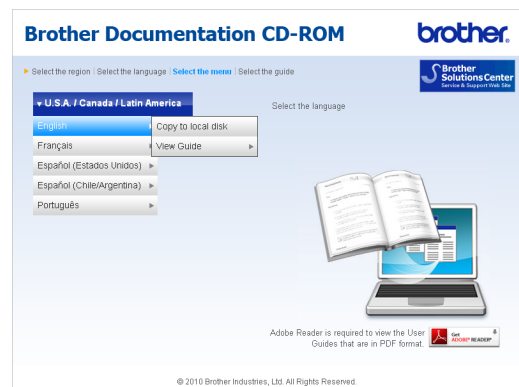 Brother Documentation CD-ROM
brother
Select the region | Select the language | Select the menu | Select the guide
Brother
Solutions Center
Service & Support Web Site
U.S.A. / Canada / Latin America
Select the language
English
Copy to local disk
Français
View Guide
Español (Estados Unidos)
Español (Chile/Argentina)
Português
Adobe Reader is required to view the User
Guides that are in PDF format.
Get
ADOBE® READER®
© 2010 Brother Industries, Ltd. All Rights Reserved.